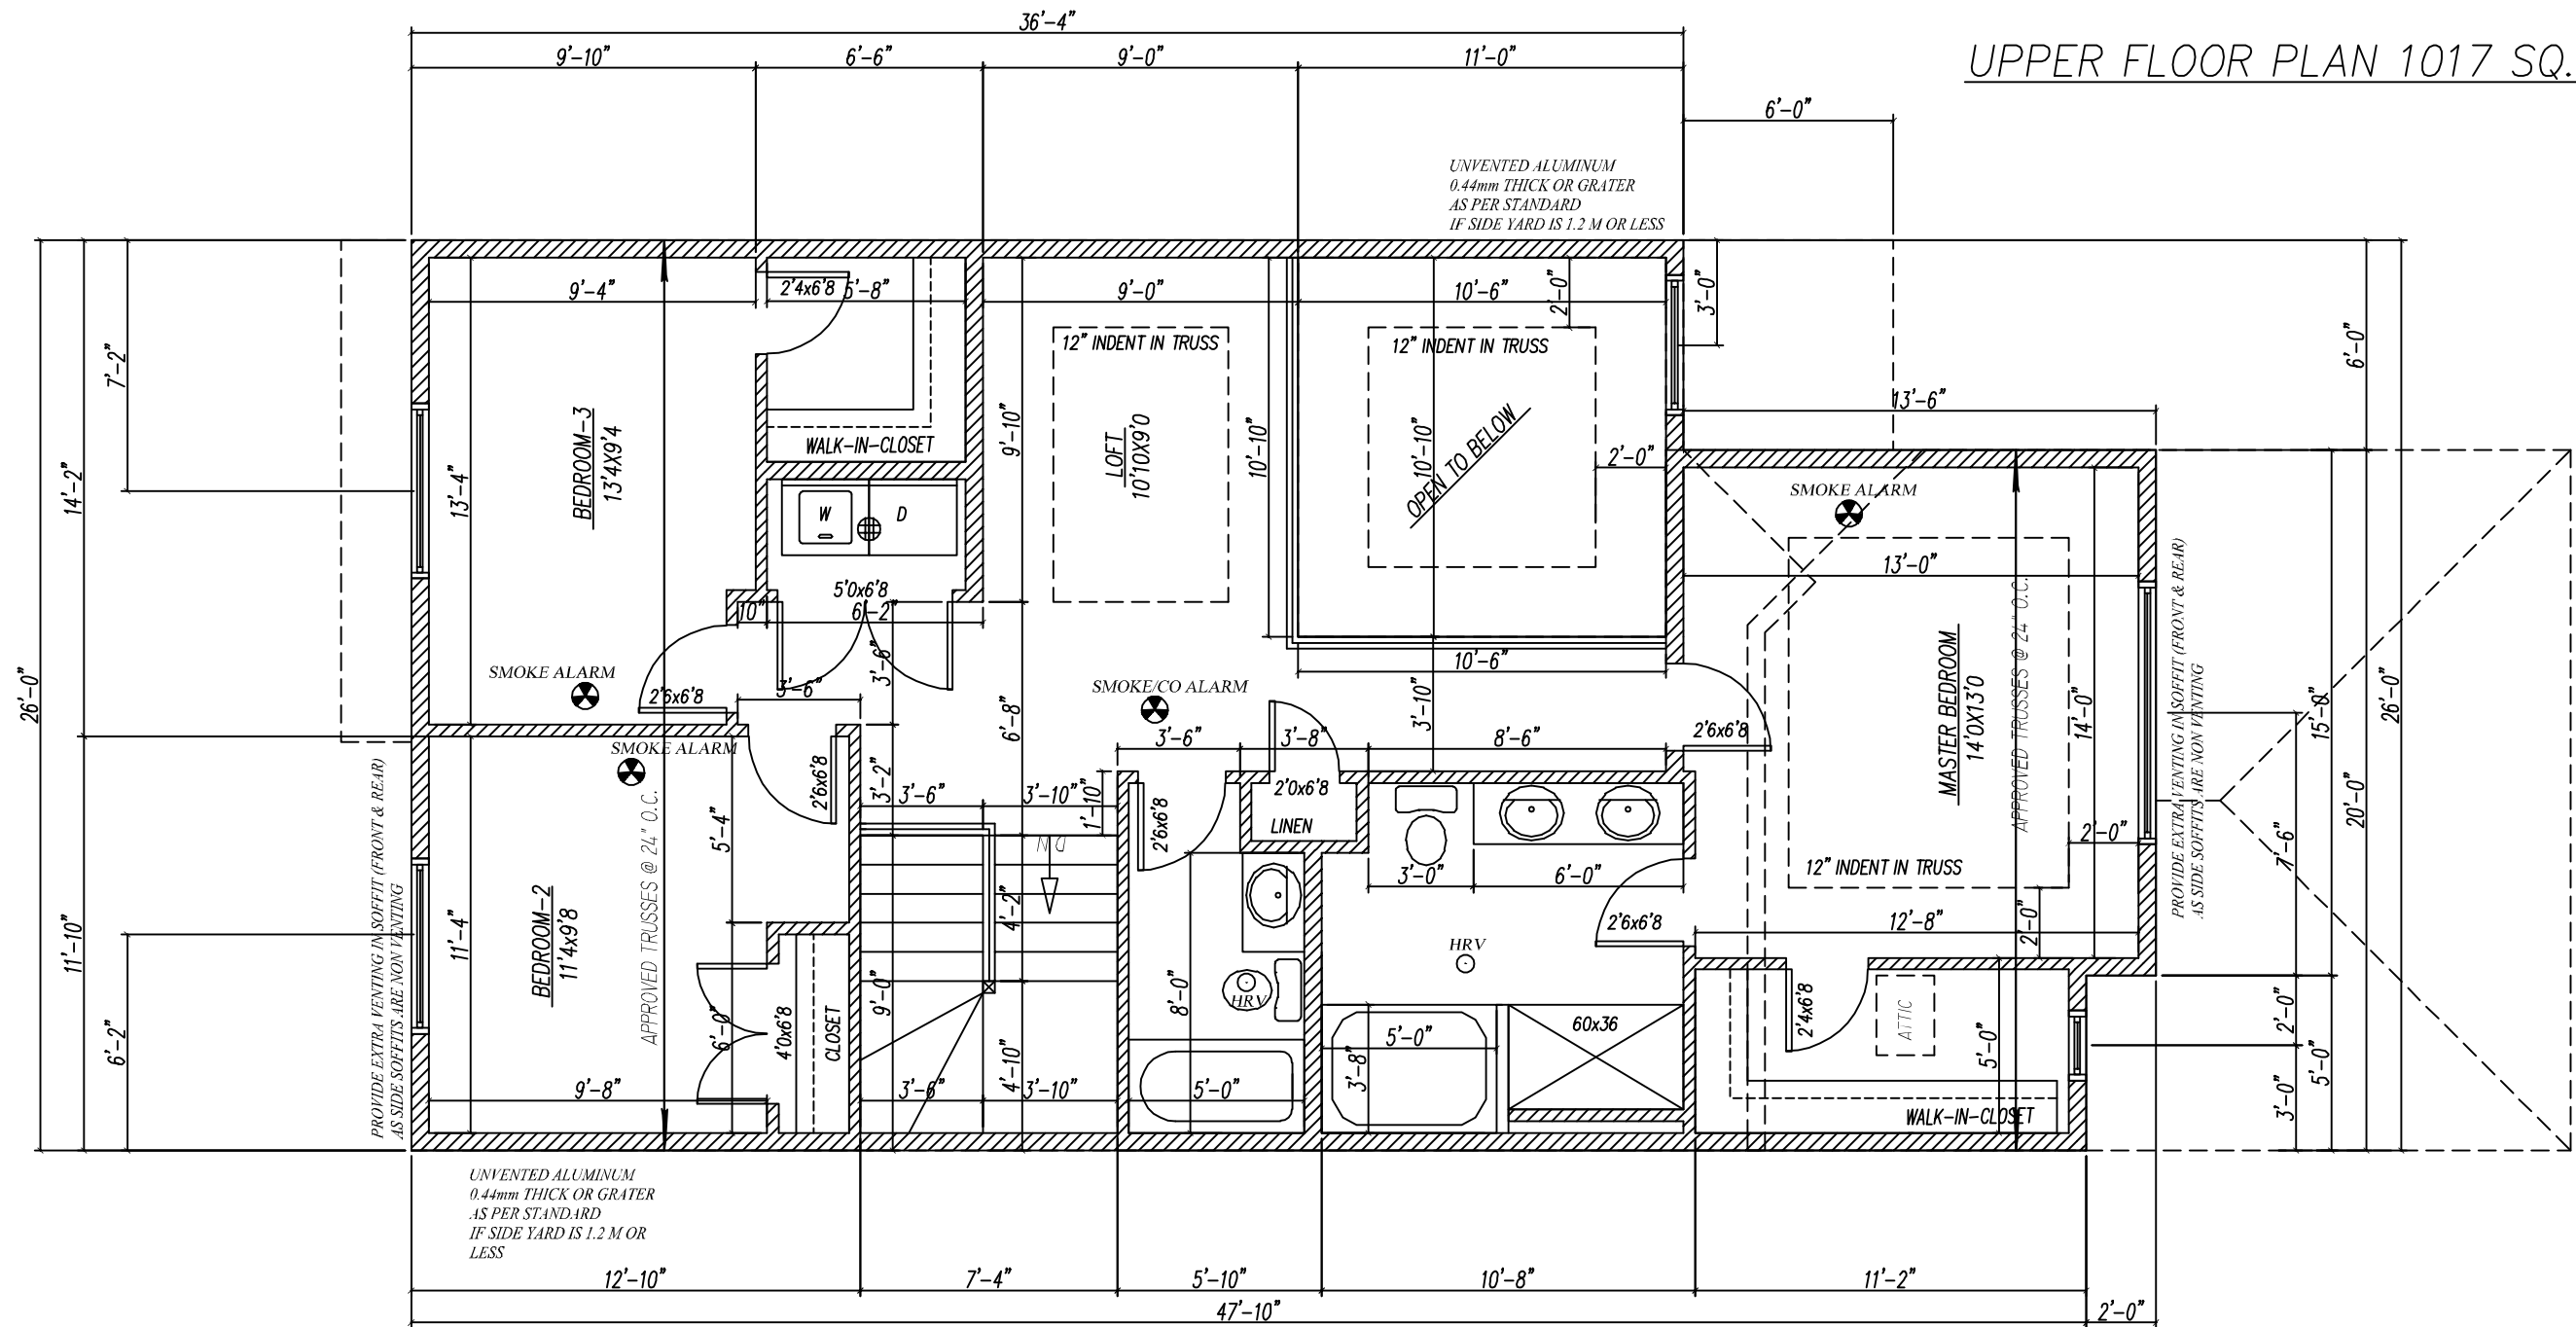 36'-4"
UPPER FLOOR PLAN 1017 SQ.
9'-10"
6'-6"
9'-0"
11'-0"
6'-0"
UNVENTED ALUMINUM
0.44mm THICK OR GRATER
AS PER STANDARD
IF SIDE YARD IS 1.2 M OR LESS
9'-4"
2'4x6'8
5'-8"
9'-0"
10'-6"
2'-0"
3'-0"
7'-2"
6'-0"
12" INDENT IN TRUSS
12" INDENT IN TRUSS
13'-6"
BEDROOM-3
13'4X9'4
WALK-IN-CLOSET
9'-10"
LOFT
10'10X9'0
10'-10"
10'-10"
OPEN TO BELOW
2'-0"
14'-2"
13'-4"
W
D
SMOKE ALARM
13'-0"
5'0x6'8
10"
6'-2"
26'-0"
SMOKE ALARM
2'6x6'8
3'-6"
3'-6"
SMOKE/CO ALARM
10'-6"
3'-10"
6'-8"
MASTER BEDROOM
14'0X13'0
APPROVED TRUSSES @ 24" O.C.
14'-0"
PROVIDE EXTRA VENTING IN SOFFIT (FRONT & REAR)
AS SIDE SOFFITS ARE NON VENTING
15'-0"
20'-0"
26'-0"
SMOKE ALARM
3'-6"
3'-8"
8'-6"
2'6x6'8
2'6x6'8
3'-2"
3'-6"
3'-10"
1'-10"
2'6x6'8
2'0x6'8
LINEN
DN
5'-4"
2'-0"
7'-6"
12" INDENT IN TRUSS
3'-0"
6'-0"
11'-10"
11'-4"
BEDROOM-2
11'4x9'8
APPROVED TRUSSES @ 24" O.C.
4'-2"
2'6x6'8
12'-8"
2'-0"
HRV
6'-2"
PROVIDE EXTRA VENTING IN SOFFIT (FRONT & REAR)
AS SIDE SOFFITS ARE NON VENTING
6'-0"
4'0x6'8
CLOSET
9'-0"
8'-0"
HRV
60x36
2'4x6'8
ATTIC
2'-0"
5'-0"
3'-8"
5'-0"
5'-0"
9'-8"
3'-6"
4'-10"
3'-10"
5'-0"
WALK-IN-CLOSET
3'-0"
UNVENTED ALUMINUM
0.44mm THICK OR GRATER
AS PER STANDARD
IF SIDE YARD IS 1.2 M OR
LESS
12'-10"
7'-4"
5'-10"
10'-8"
11'-2"
47'-10"
2'-0"